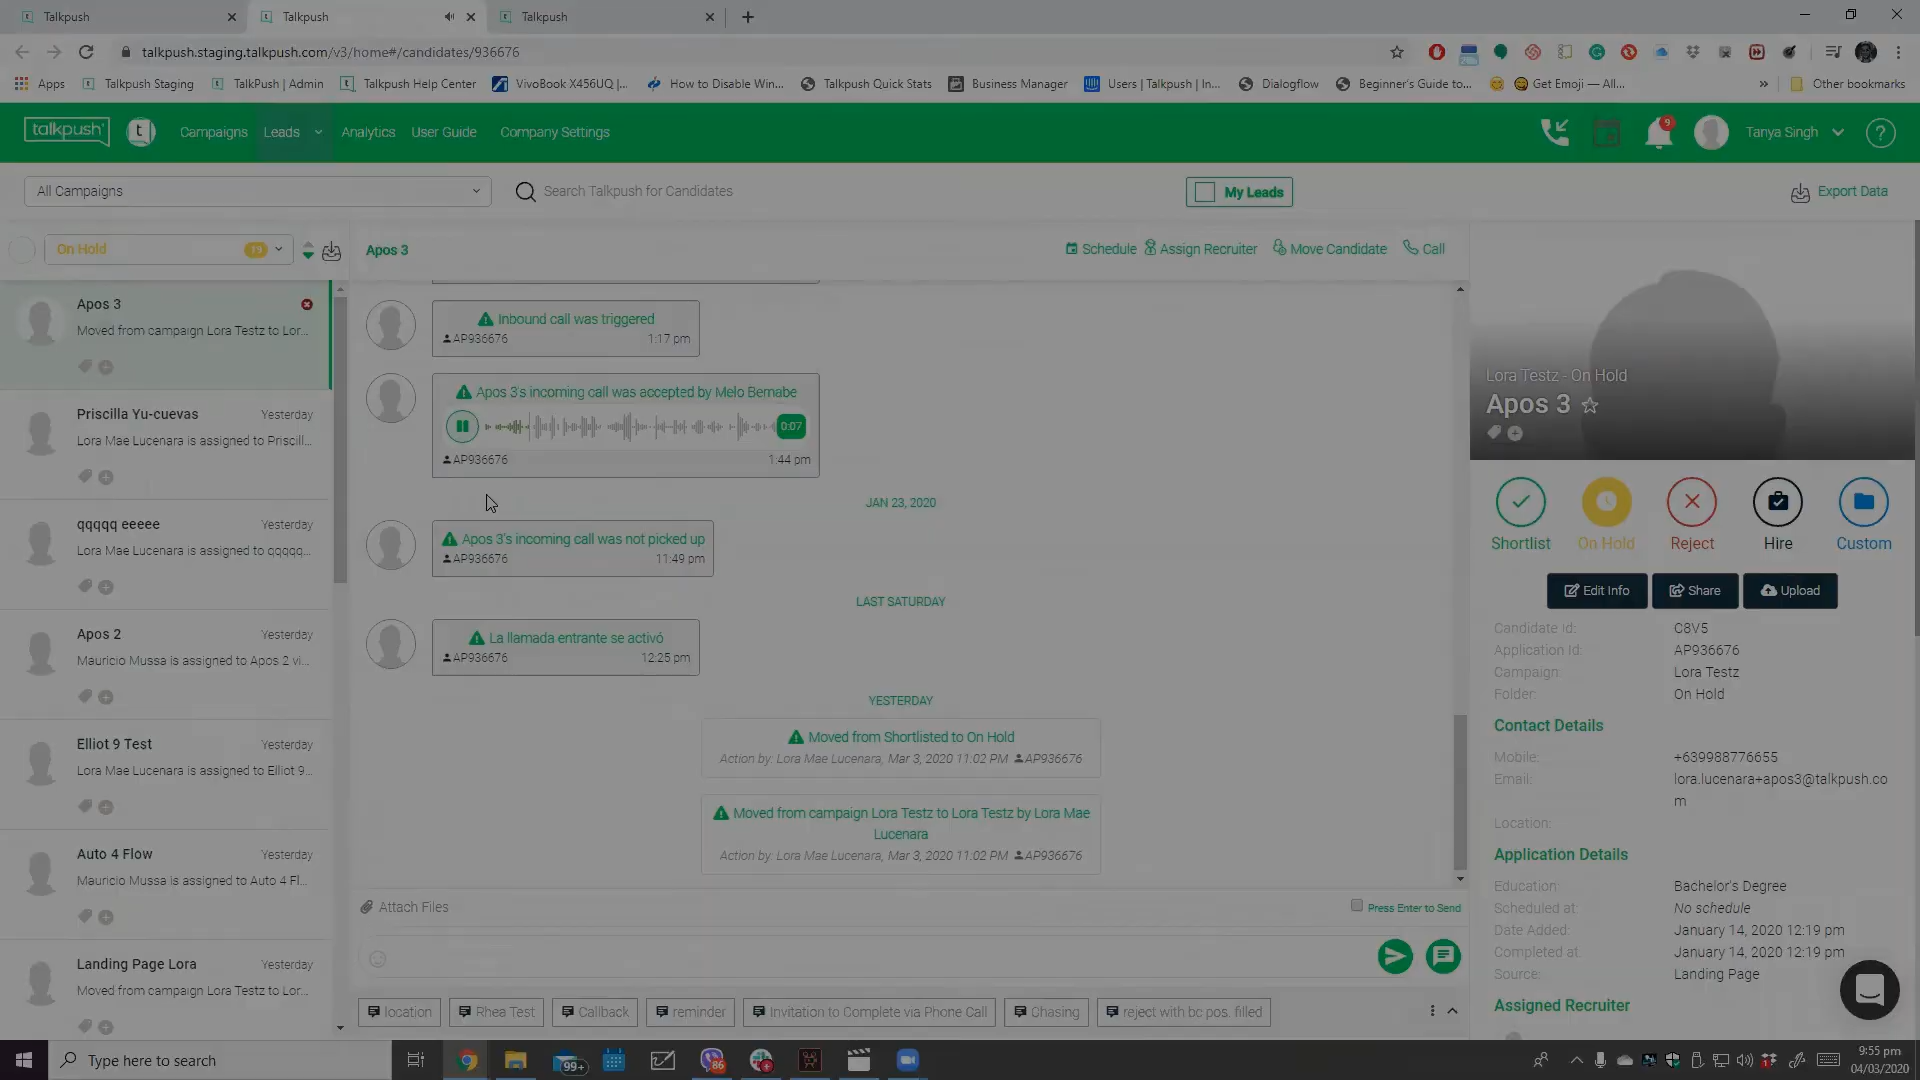 Talkpush
Talkpush
Talkpush
talkpush.staging.talkpush.com/v3/home#/candidates/936676
Apps
Talkpush Staging
TalkPush | Admin
Talkpush Help Center
VivoBook X456UQ |...
How to Disable Win...
Talkpush Quick Stats
Business Manager
Users | Talkpush | In...
Dialogflow
Beginner's Guide to...
Get Emoji — All...
»
Other bookmarks
talkpush
t
Campaigns
Leads
Analytics
User Guide
Company Settings
9
Tanya Singh
?
All Campaigns
Search Talkpush for Candidates
My Leads
Export Data
On Hold
Apos 3
Schedule
Assign Recruiter
Move Candidate
Call
Apos 3
Moved from campaign Lora Testz to Lor...
Priscilla Yu-cuevas
Yesterday
Lora Mae Lucenara is assigned to Priscill...
qqqqq eeeee
Yesterday
Lora Mae Lucenara is assigned to qqqqq...
Apos 2
Yesterday
Mauricio Mussa is assigned to Apos 2 vi...
Elliot 9 Test
Yesterday
Lora Mae Lucenara is assigned to Elliot 9...
Auto 4 Flow
Yesterday
Mauricio Mussa is assigned to Auto 4 Fl...
Landing Page Lora
Yesterday
Moved from campaign Lora Testz to Lor...
Inbound call was triggered
AP936676
1:17 pm
Apos 3's incoming call was accepted by Melo Bernabe
0:07
AP936676
1:44 pm
JAN 23, 2020
Apos 3's incoming call was not picked up
AP936676
11:49 pm
LAST SATURDAY
La llamada entrante se activó
AP936676
12:25 pm
YESTERDAY
Moved from Shortlisted to On Hold
Action by: Lora Mae Lucenara, Mar 3, 2020 11:02 PM AP936676
Moved from campaign Lora Testz to Lora Testz by Lora Mae
Lucenara
Action by: Lora Mae Lucenara, Mar 3, 2020 11:02 PM AP936676
Attach Files
Press Enter to Send
location
Rhea Test
Callback
reminder
Invitation to Complete via Phone Call
Chasing
reject with bc pos. filled
Lora Testz - On Hold
Apos 3
Shortlist
On Hold
Reject
Hire
Custom
Edit Info
Share
Upload
Candidate Id: C8V5
Application Id: AP936676
Campaign: Lora Testz
Folder: On Hold
Contact Details
Mobile: +639988776655
Email: lora.lucenara+apos3@talkpush.co
m
Location:
Application Details
Education: Bachelor's Degree
Scheduled at: No schedule
Date Added: January 14, 2020 12:19 pm
Completed at: January 14, 2020 12:19 pm
Source: Landing Page
Assigned Recruiter
Type here to search
99+
86
9:55 pm
04/03/2020